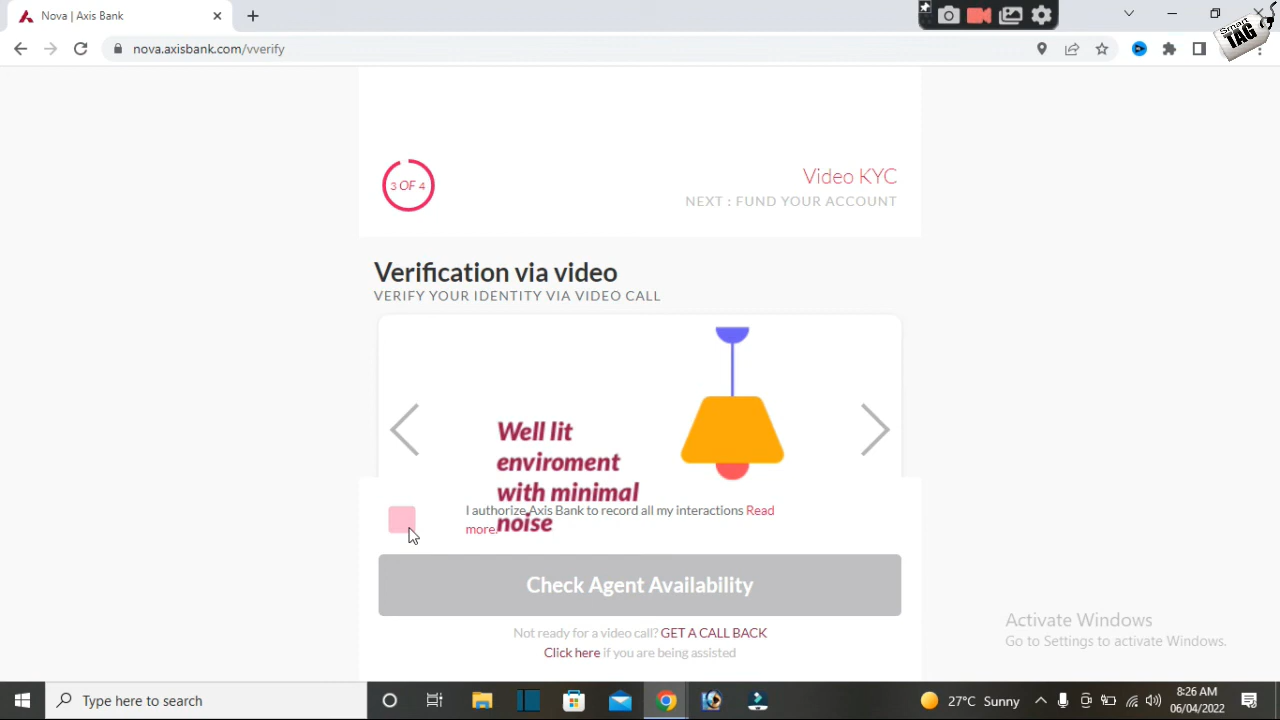 Nova | Axis Bank
Smart
TAG
nova.axisbank.com/vverify
3 OF 4
Video KYC
NEXT : FUND YOUR ACCOUNT
Verification via video
VERIFY YOUR IDENTITY VIA VIDEO CALL
Well lit
enviroment
with minimal
noise
I authorize Axis Bank to record all my interactions Read
more.
Check Agent Availability
Not ready for a video call? GET A CALL BACK
Click here if you are being assisted
Activate Windows
Go to Settings to activate Windows.
Type here to search
27°C Sunny
8:26 AM
06/04/2022